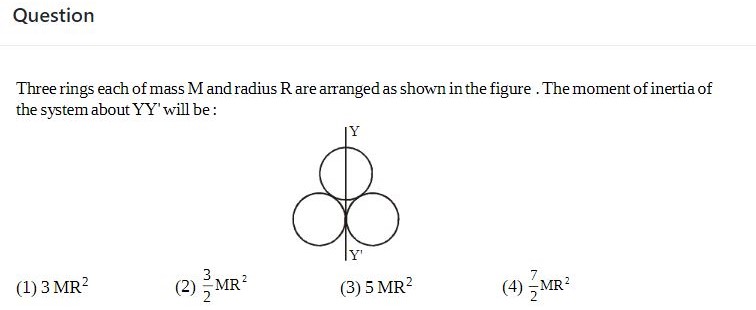 Question
Three rings each of mass M and radius R are arranged as shown in the figure . The moment of inertia of
the system about YY' will be :
Y
Y'
(1) 3 MR² (2) 3/2 MR² (3) 5 MR² (4) 7/2 MR²